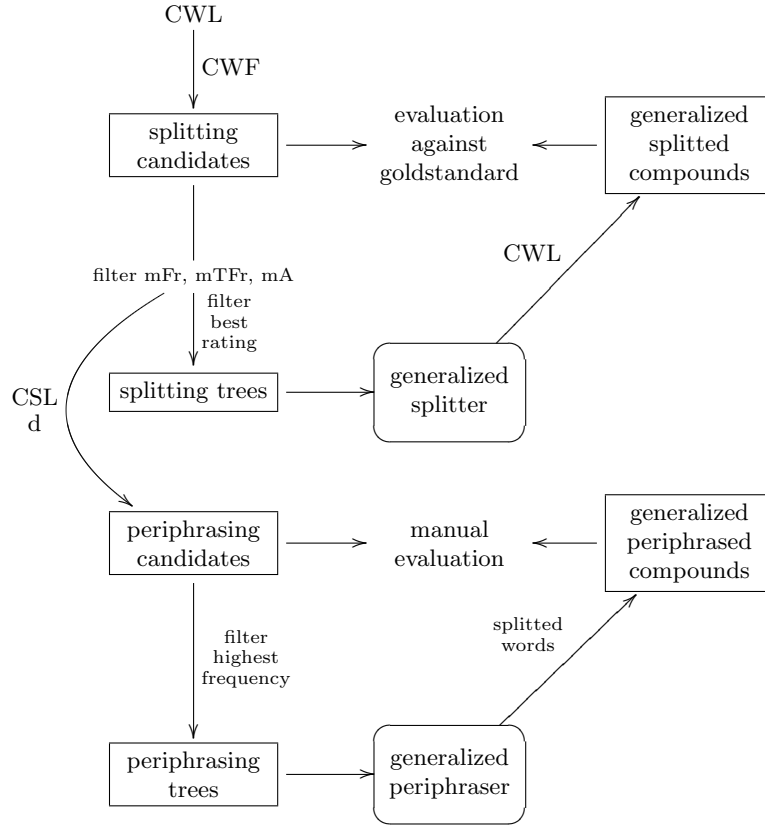 CWL
CWF
splitting
candidates
evaluation
against
goldstandard
generalized
splitted
compounds
CWL
filter mFr, mTFr, mA
filter
best
rating
CSL
d
splitting trees
generalized
splitter
periphrasing
candidates
manual
evaluation
generalized
periphrased
compounds
filter
highest
frequency
splitted
words
periphrasing
trees
generalized
periphraser